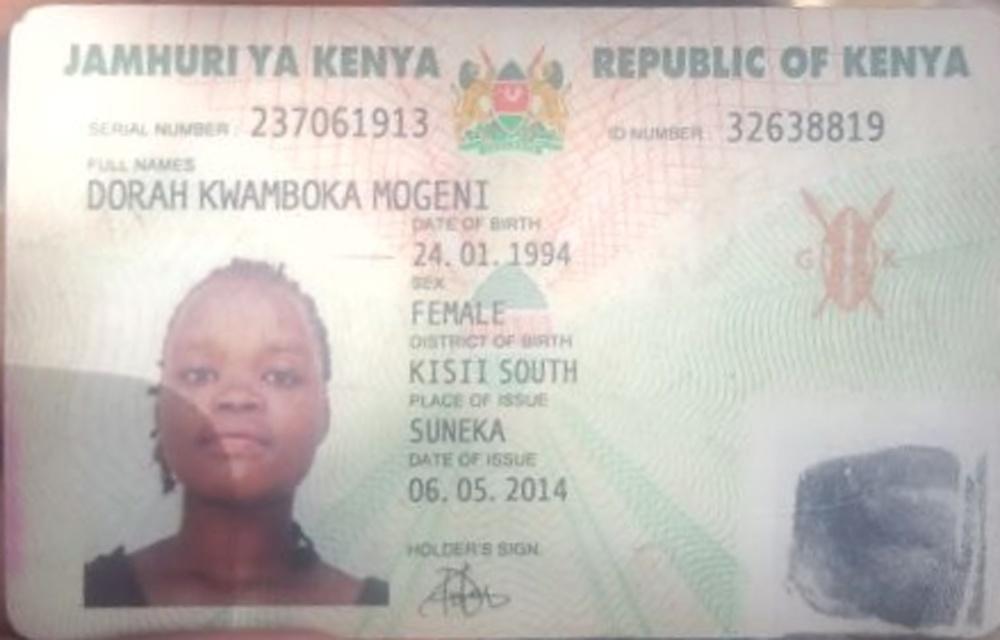 JAMHURI YA KENYA REPUBLIC OF KENYA
SERIAL NUMBER: 237061913 ID NUMBER: 32638819
FULL NAMES
DORAH KWAMBOKA MOGENI
DATE OF BIRTH
24. 01. 1994
SEX
FEMALE
G K
DISTRICT OF BIRTH
KISII SOUTH
PLACE OF ISSUE
SUNEKA
DATE OF ISSUE
06. 05. 2014
HOLDER'S SIGN.